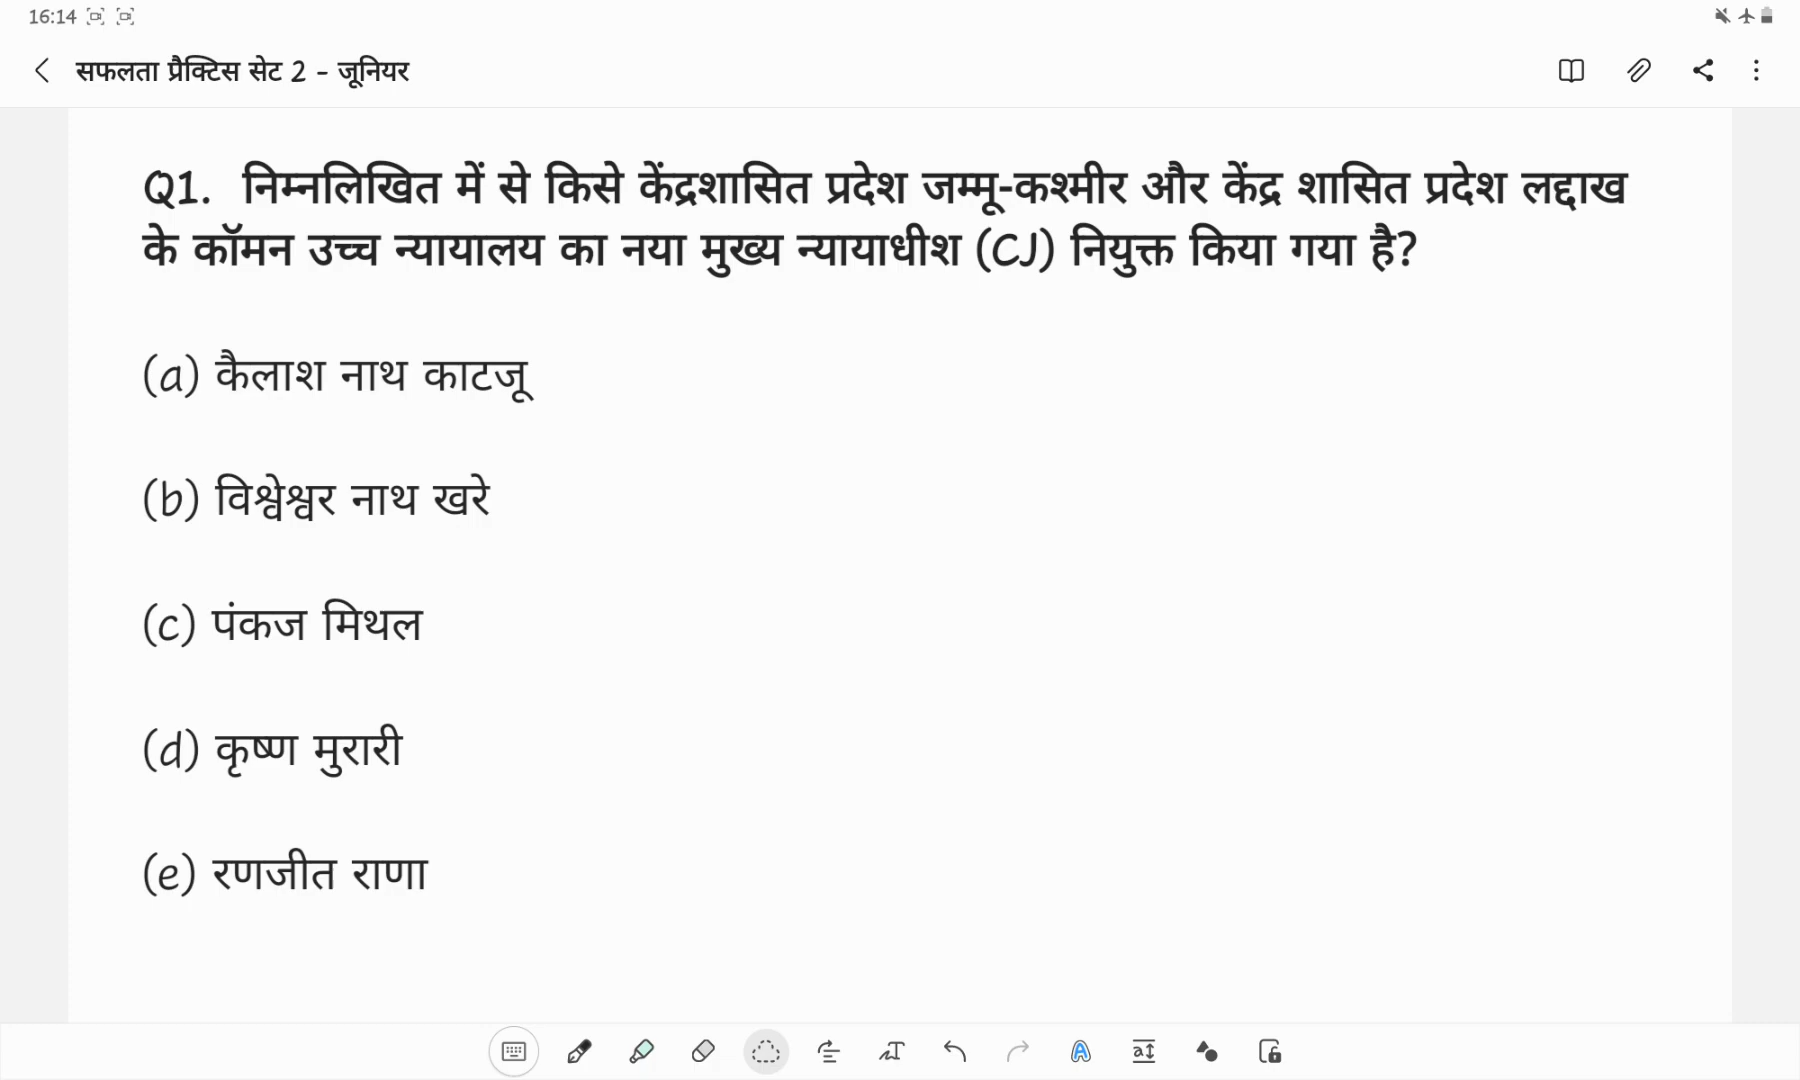 16:14
सफलता प्रैक्टिस सेट 2 - जूनियर
Q1. निम्नलिखित में से किसे केंद्रशासित प्रदेश जम्मू-कश्मीर और केंद्र शासित प्रदेश लद्दाख
के कॉमन उच्च न्यायालय का नया मुख्य न्यायाधीश (CJ) नियुक्त किया गया है?
(a) कैलाश नाथ काटजू
(b) विश्वेश्वर नाथ खरे
(c) पंकज मिथल
(d) कृष्ण मुरारी
(e) रणजीत राणा